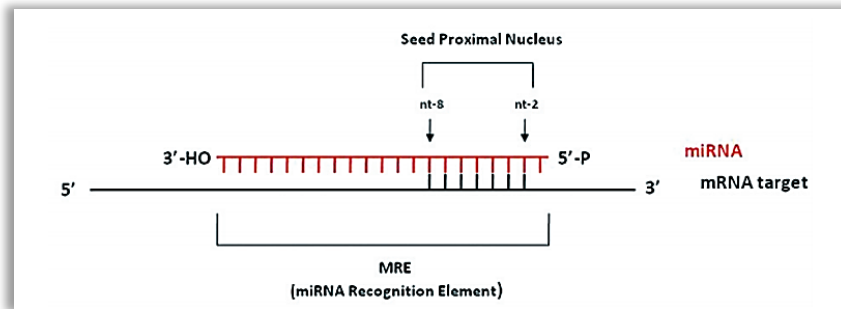 Seed Proximal Nucleus
nt-8
nt-2
3'-HO
5'-P
miRNA
5'
3'
mRNA target
MRE
(miRNA Recognition Element)